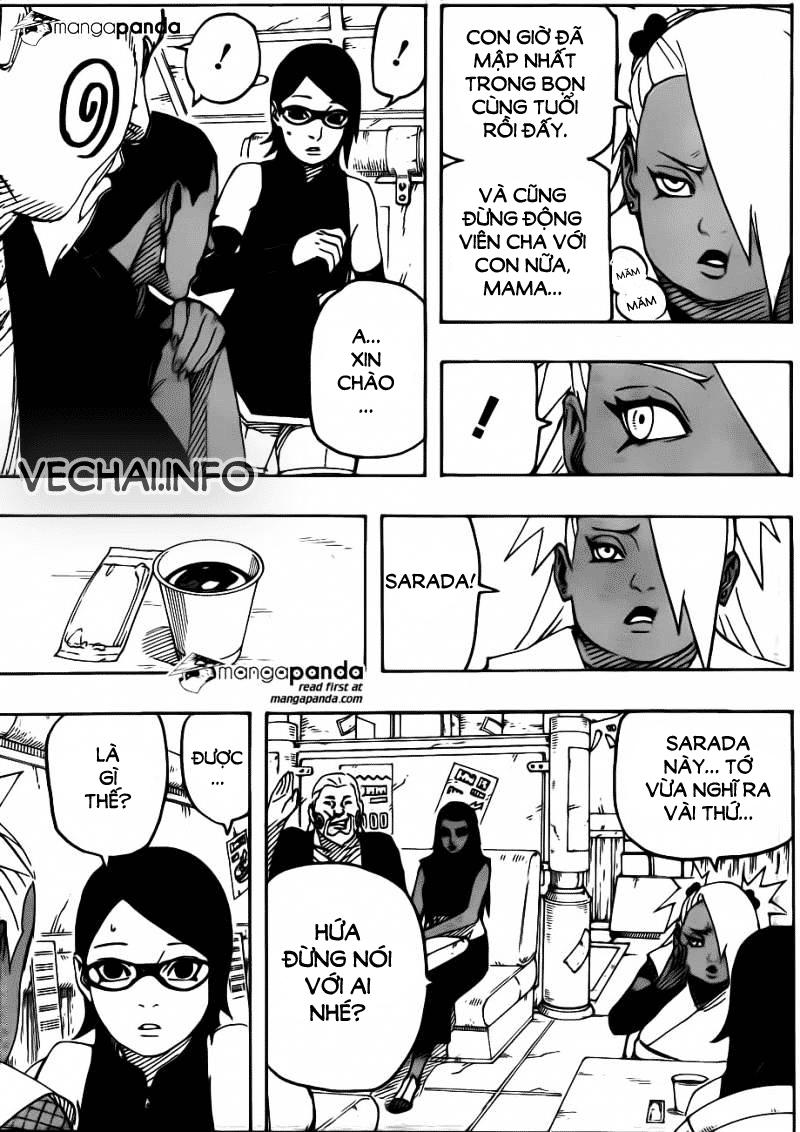 mangapanda
!
!
CON GIỜ ĐÃ
MẬP NHẤT
TRONG BỌN
CÙNG TUỔI
RỒI ĐẤY.
VÀ CŨNG
ĐỪNG ĐỘNG
VIÊN CHA VỚI
CON NỮA,
MAMA...
MĂM
MĂM
A...
XIN
CHÀO
...
!
VECHAI.INFO
SARADA!
mangapanda
read first at
mangapanda.com
LÀ
GÌ
THẾ?
ĐƯỢC
...
SARADA
NÀY... TỚ
VỪA NGHĨ RA
VÀI THỨ...
HỨA
ĐỪNG NÓI
VỚI AI
NHÉ?